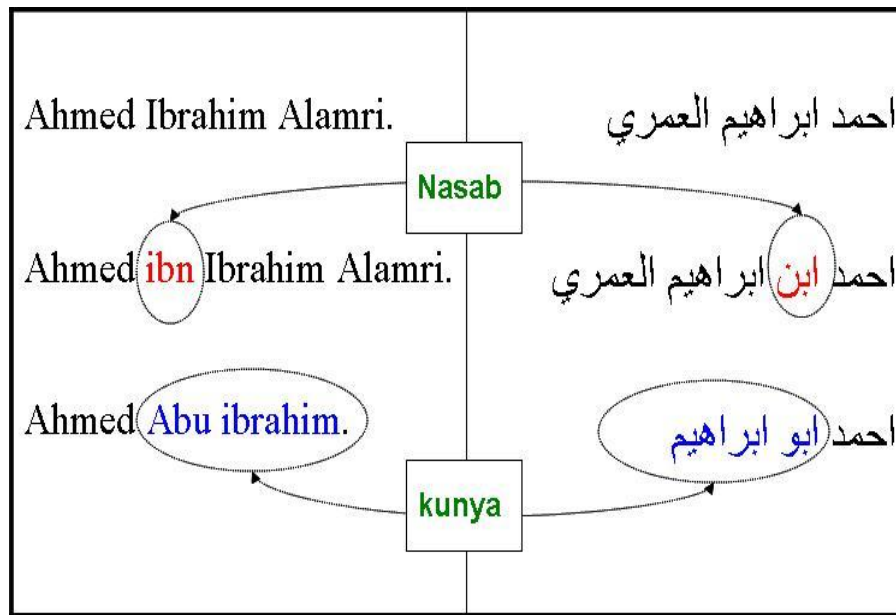 Ahmed Ibrahim Alamri.
احمد ابراهيم العمري
Nasab
Ahmed ibn Ibrahim Alamri.
احمد ابن ابراهيم العمري
Ahmed Abu ibrahim.
احمد ابو ابراهيم
kunya